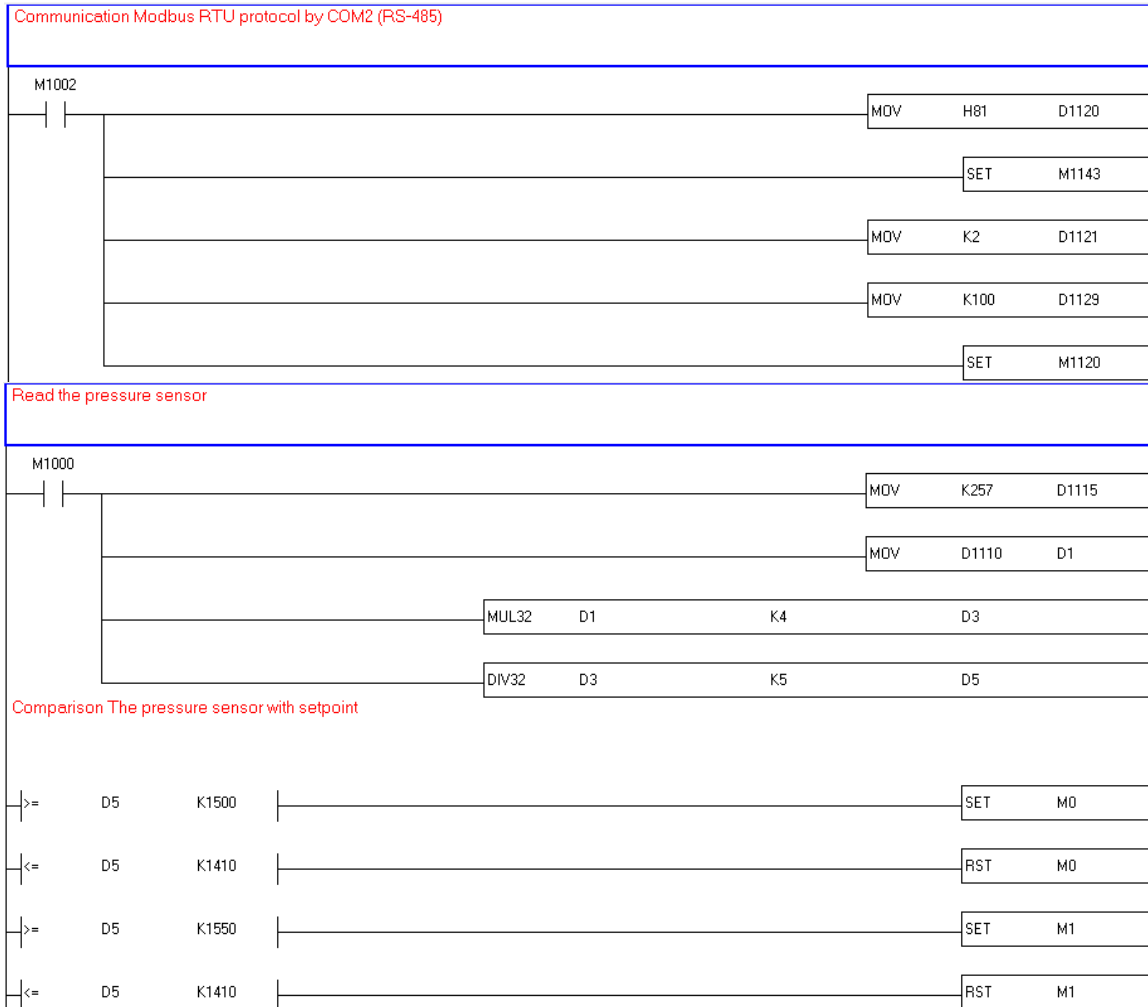 Communication Modbus RTU protocol by COM2 (RS-485)
M1002
MOV H81 D1120
SET M1143
MOV K2 D1121
MOV K100 D1129
SET M1120
Read the pressure sensor
M1000
MOV K257 D1115
MOV D1110 D1
MUL32 D1 K4 D3
DIV32 D3 K5 D5
Comparison The pressure sensor with setpoint
>= D5 K1500 SET M0
<= D5 K1410 RST M0
>= D5 K1550 SET M1
<= D5 K1410 RST M1